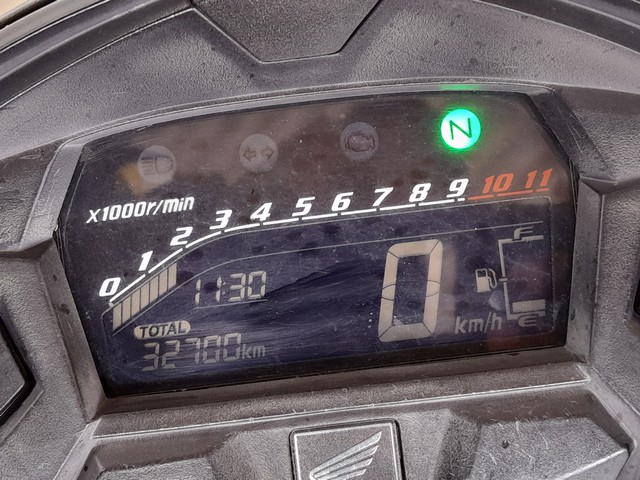 N
X1000r/min
0 1 2 3 4 5 6 7 8 9 10 11
11:30
0
km/h
F
E
TOTAL
32700km